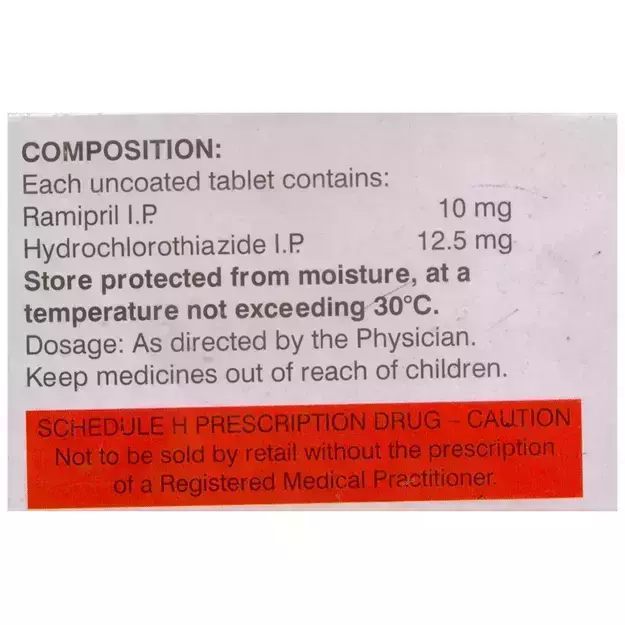 COMPOSITION:
Each uncoated tablet contains:
Ramipril I.P. 10 mg
Hydrochlorothiazide I.P. 12.5 mg
Store protected from moisture, at a
temperature not exceeding 30°C.
Dosage: As directed by the Physician.
Keep medicines out of reach of children.
SCHEDULE H PRESCRIPTION DRUG – CAUTION
Not to be sold by retail without the prescription
of a Registered Medical Practitioner.